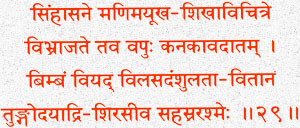 सिंहासने मणिमयूख-शिखाविचित्रे
विभ्राजते तव वपुः कनकावदातम् ।
बिम्बं वियद् विलसदंशुलता-वितानं
तुङ्गोदयाद्रि-शिरसीव सहस्ररश्मेः ॥२९॥